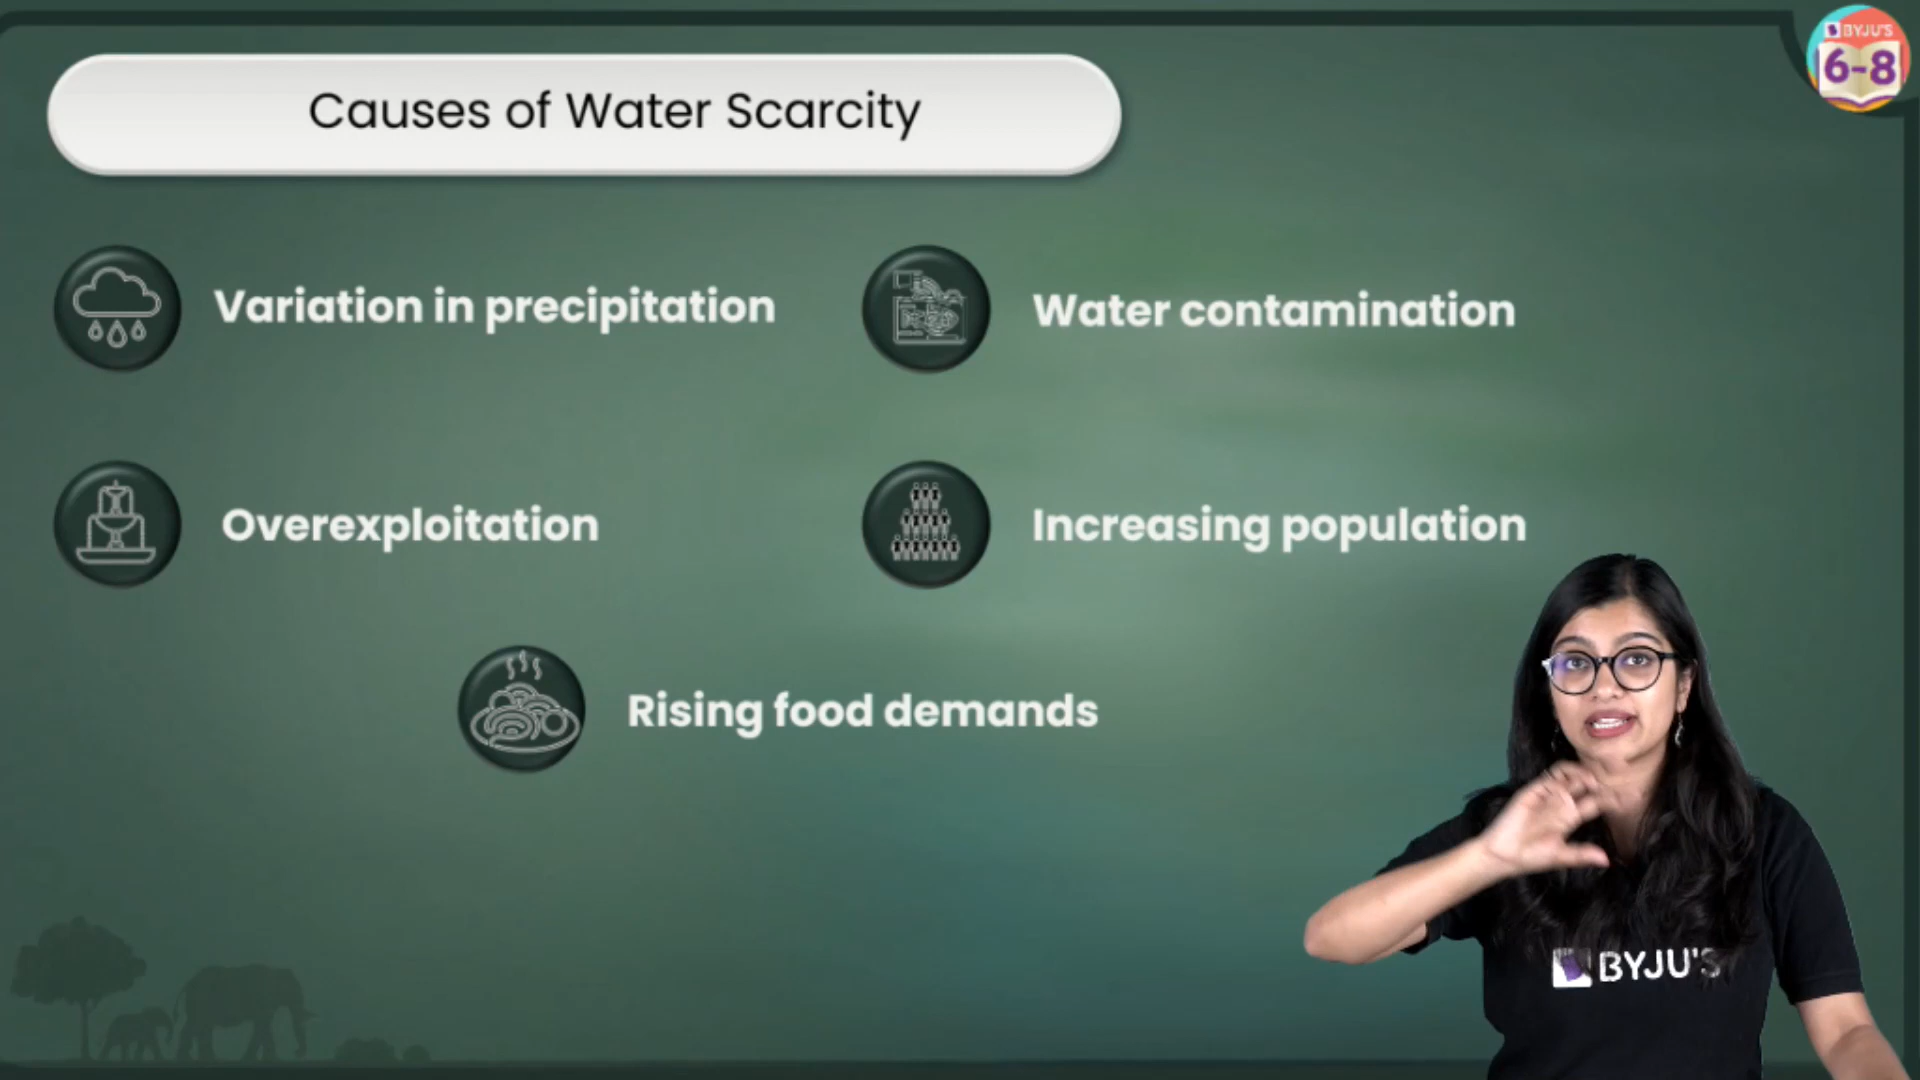 BYJU'S
6-8
Causes of Water Scarcity
Variation in precipitation
Water contamination
Overexploitation
Increasing population
Rising food demands
BYJU'S